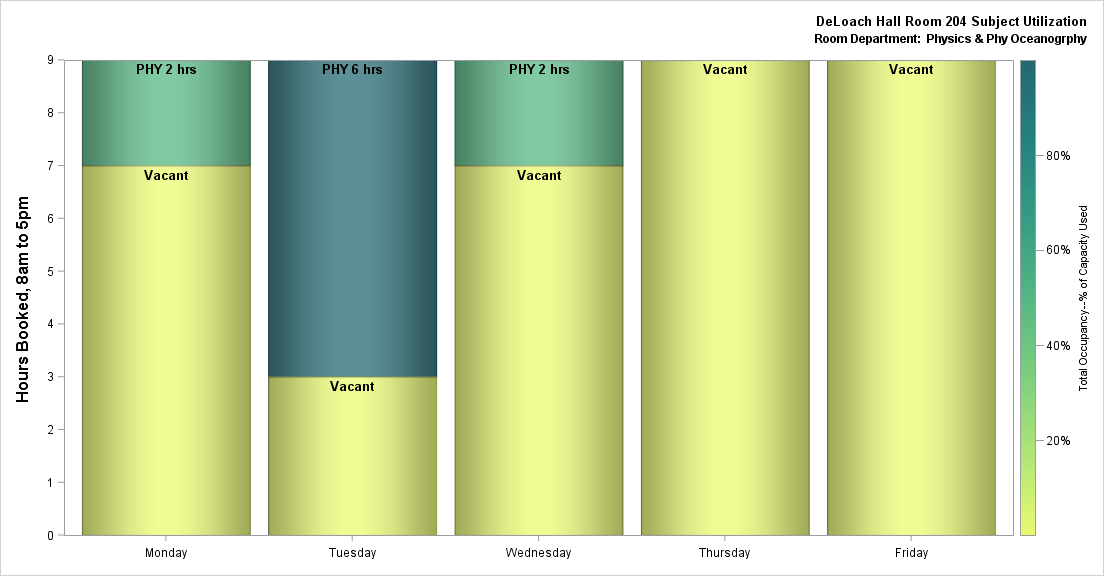 DeLoach Hall Room 204 Subject Utilization
Room Department: Physics & Phy Oceanogrphy
Hours Booked, 8am to 5pm
9
8
7
6
5
4
3
2
1
0
PHY 2 hrs
Vacant
PHY 6 hrs
Vacant
PHY 2 hrs
Vacant
Vacant
Vacant
Monday
Tuesday
Wednesday
Thursday
Friday
80%
60%
40%
20%
Total Occupancy--% of Capacity Used